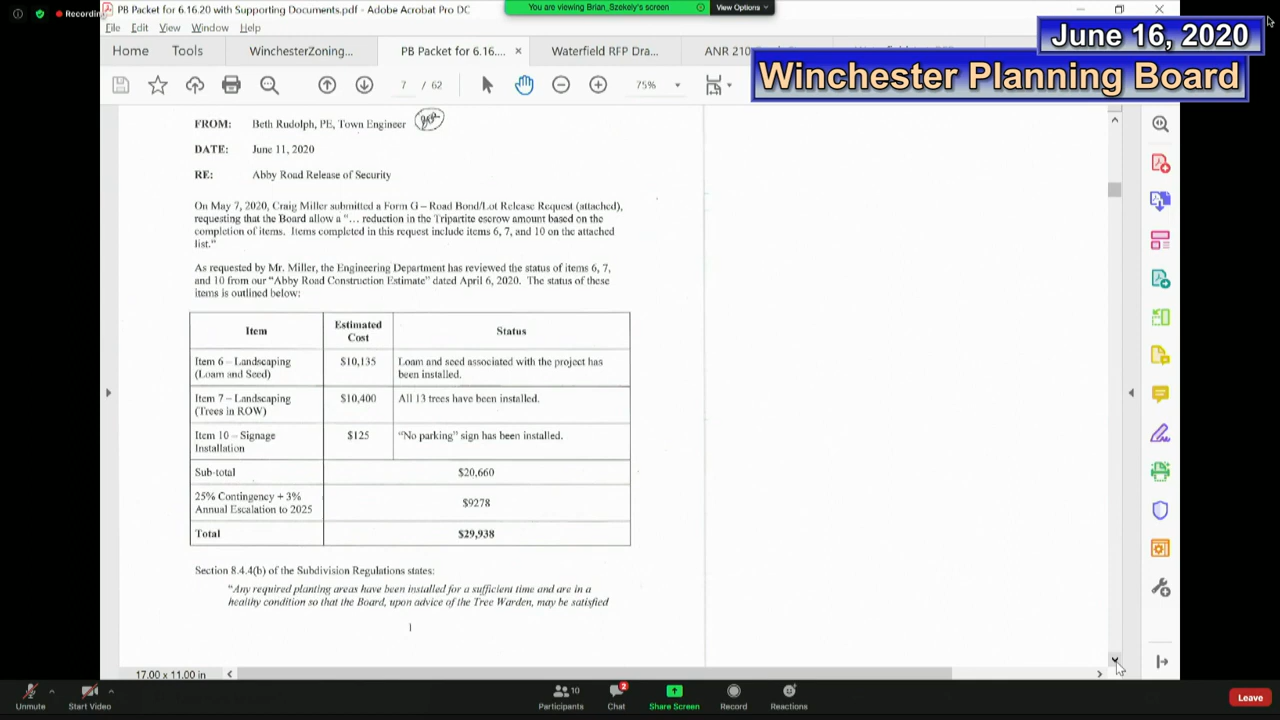 Recording
PB Packet for 6.16.20 with Supporting Documents.pdf - Adobe Acrobat Pro DC
You are viewing Brian_Szekely's screen
View Options
File Edit View Window Help
June 16, 2020
Winchester Planning Board
Home Tools WinchesterZoning... PB Packet for 6.16.... × Waterfield RFP Dra... ANR 210
7 / 62 75%
FROM: Beth Rudolph, PE, Town Engineer
DATE: June 11, 2020
RE: Abby Road Release of Security
On May 7, 2020, Craig Miller submitted a Form G – Road Bond/Lot Release Request (attached),
requesting that the Board allow a "... reduction in the Tripartite escrow amount based on the
completion of items. Items completed in this request include items 6, 7, and 10 on the attached
list."
As requested by Mr. Miller, the Engineering Department has reviewed the status of items 6, 7,
and 10 from our "Abby Road Construction Estimate" dated April 6, 2020. The status of these
items is outlined below:
Item Estimated Cost Status
Item 6 – Landscaping (Loam and Seed) $10,135 Loam and seed associated with the project has been installed.
Item 7 – Landscaping (Trees in ROW) $10,400 All 13 trees have been installed.
Item 10 – Signage Installation $125 "No parking" sign has been installed.
Sub-total $20,660
25% Contingency + 3% Annual Escalation to 2025 $9278
Total $29,938
Section 8.4.4(b) of the Subdivision Regulations states:
"Any required planting areas have been installed for a sufficient time and are in a
healthy condition so that the Board, upon advice of the Tree Warden, may be satisfied
1
17.00 x 11.00 in
10
2
Unmute Start Video Participants Chat Share Screen Record Reactions Leave